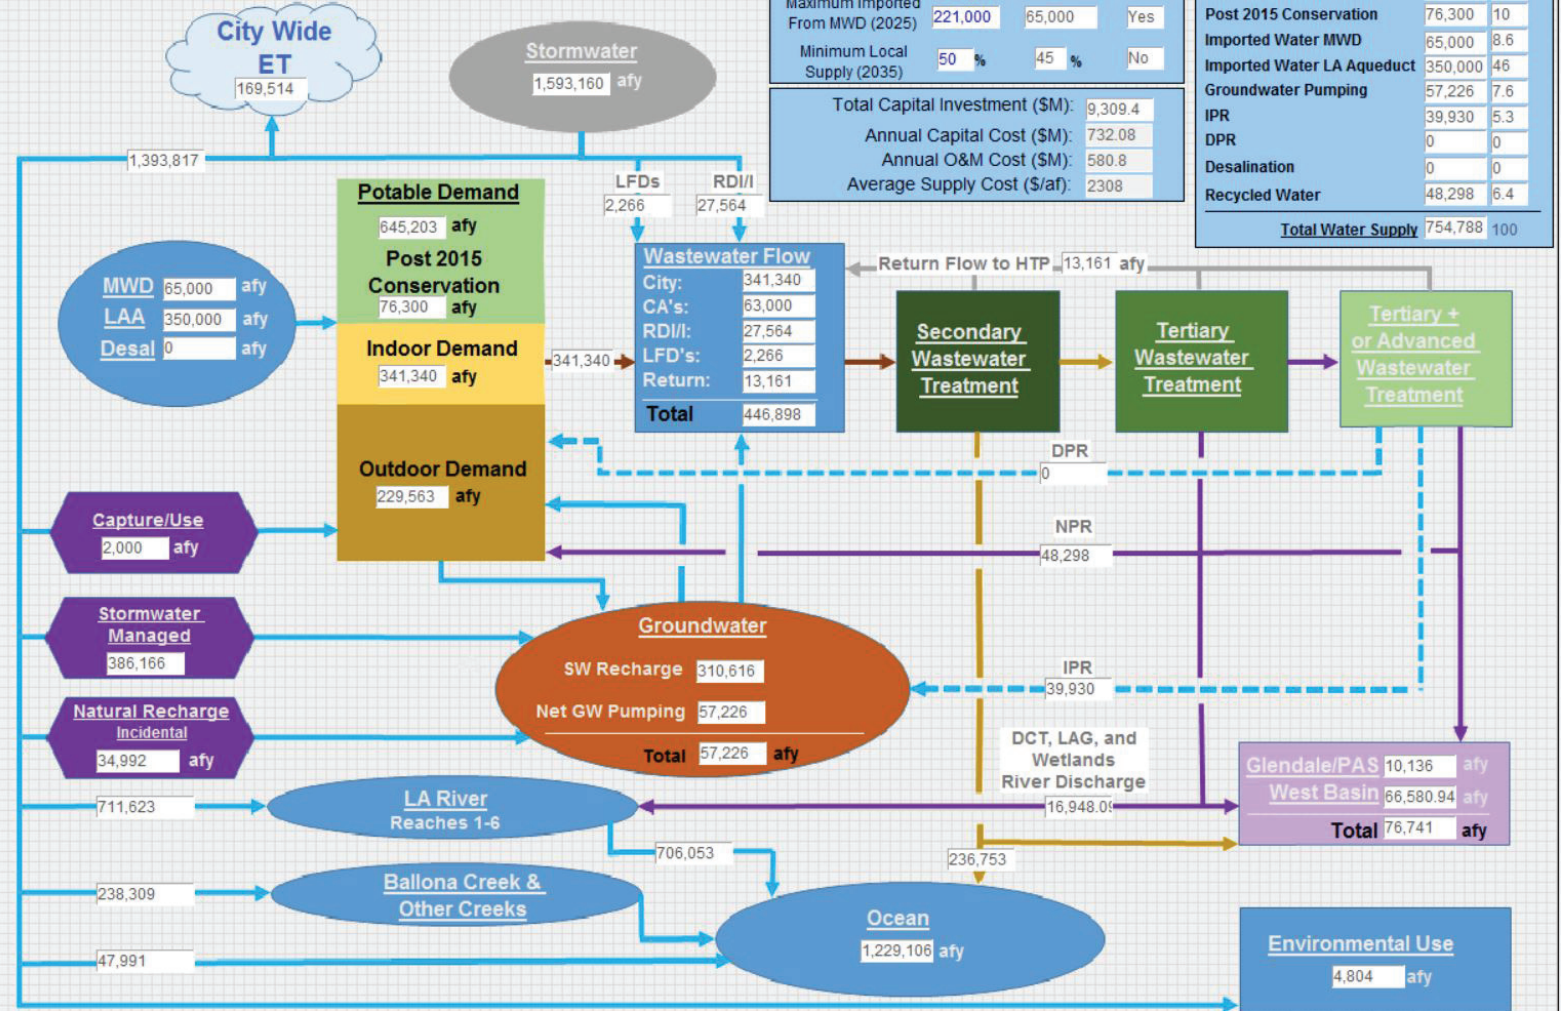 City Wide
ET
169,514
Stormwater
1,593,160 afy
Maximum Imported
From MWD (2025) 221,000 65,000 Yes
Minimum Local
Supply (2035) 50 % 45 % No
Total Capital Investment ($M): 9,309.4
Annual Capital Cost ($M): 732.08
Annual O&M Cost ($M): 580.8
Average Supply Cost ($/af): 2308
Post 2015 Conservation 76,300 10
Imported Water MWD 65,000 8.6
Imported Water LA Aqueduct 350,000 46
Groundwater Pumping 57,226 7.6
IPR 39,930 5.3
DPR 0 0
Desalination 0 0
Recycled Water 48,298 6.4
Total Water Supply 754,788 100
1,393,817
LFDs
2,266
RDI/I
27,564
Potable Demand
645,203 afy
Post 2015
Conservation
76,300 afy
Indoor Demand
341,340 afy
Outdoor Demand
229,563 afy
MWD 65,000 afy
LAA 350,000 afy
Desal 0 afy
341,340
Wastewater Flow
City: 341,340
CA's: 63,000
RDI/I: 27,564
LFD's: 2,266
Return: 13,161
Total 446,898
Return Flow to HTP 13,161 afy
Secondary
Wastewater
Treatment
Tertiary
Wastewater
Treatment
Tertiary +
or Advanced
Wastewater
Treatment
DPR
0
NPR
48,298
IPR
39,930
Capture/Use
2,000 afy
Stormwater
Managed
386,166
Natural Recharge
Incidental
34,992 afy
Groundwater
SW Recharge 310,616
Net GW Pumping 57,226
Total 57,226 afy
DCT, LAG, and
Wetlands
River Discharge
16,948.09
Glendale/PAS 10,136 afy
West Basin 66,580.94 afy
Total 76,741 afy
711,623
LA River
Reaches 1-6
706,053
236,753
238,309
Ballona Creek &
Other Creeks
47,991
Ocean
1,229,106 afy
Environmental Use
4,804 afy